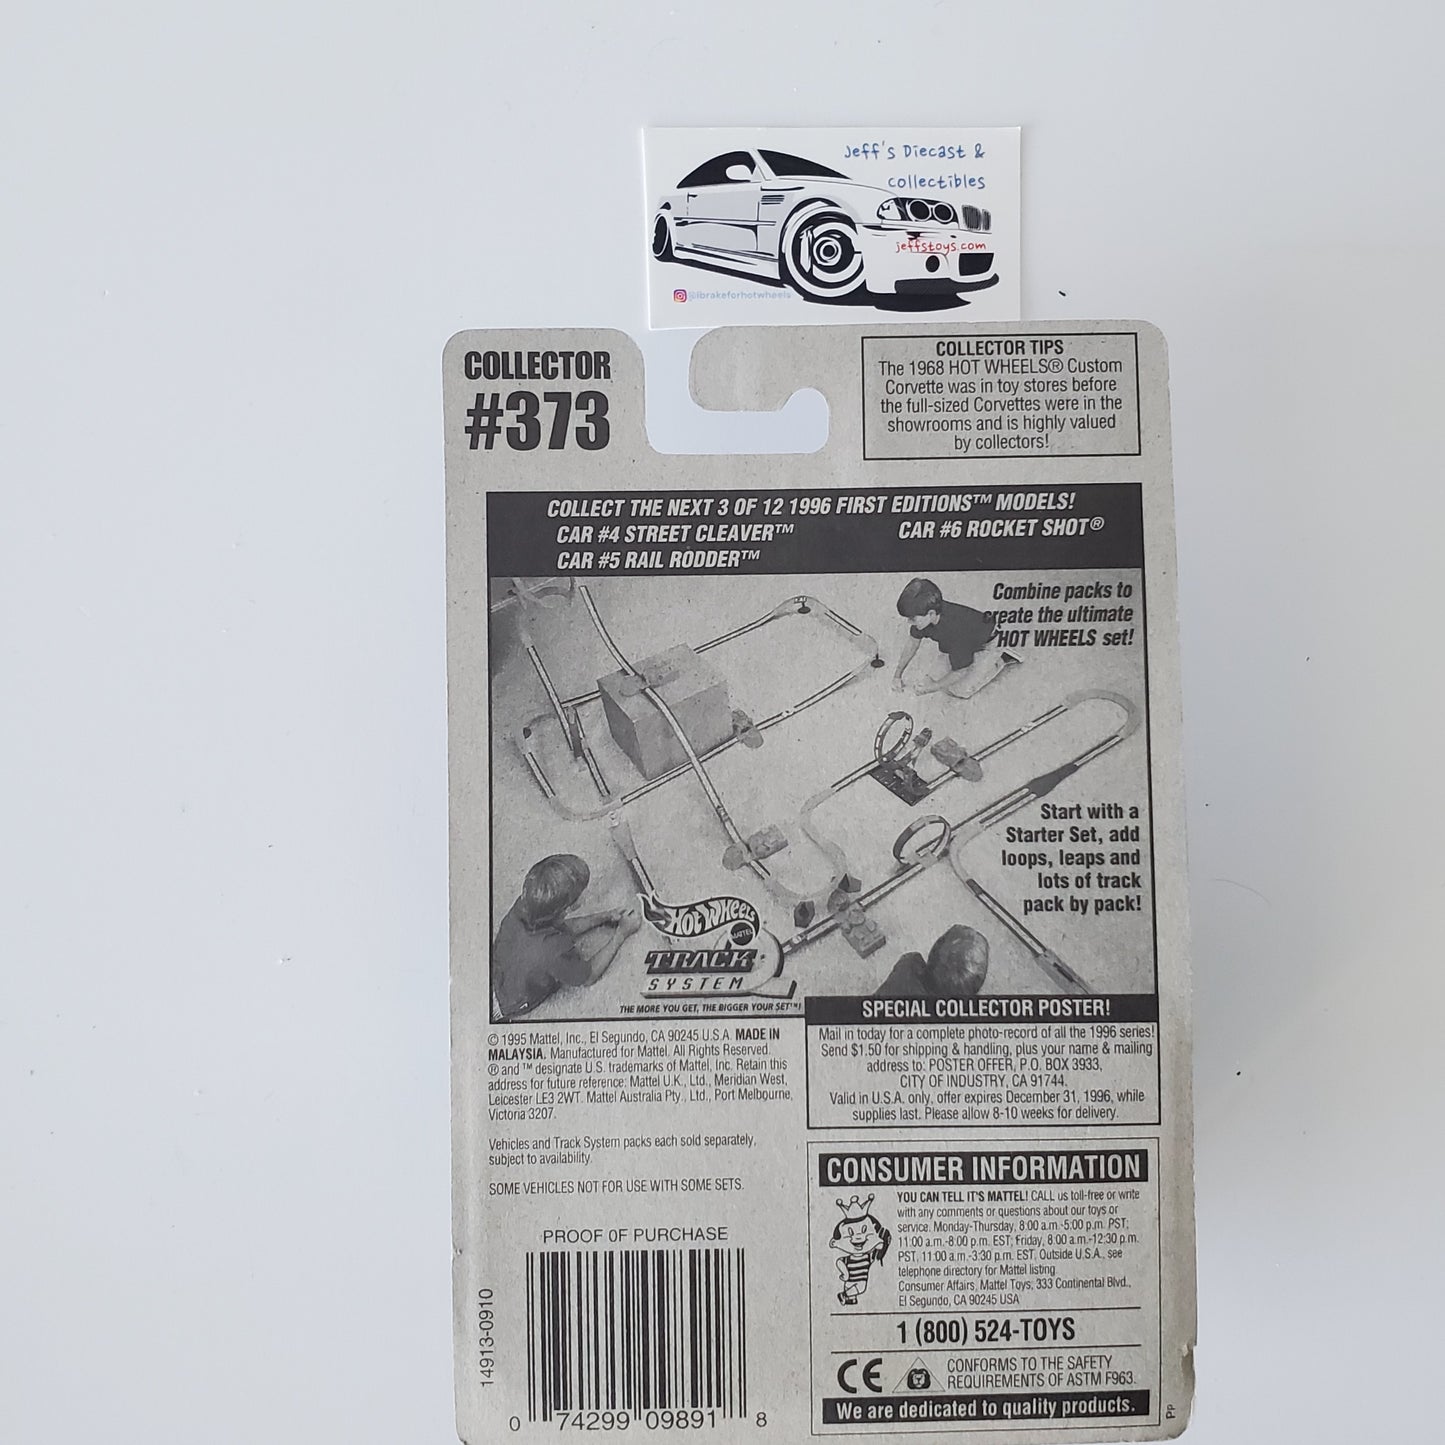 Jeff's Diecast &
collectibles
jeffstoys.com
@ibrakeforhotwheels
COLLECTOR
#373
COLLECTOR TIPS
The 1968 HOT WHEELS® Custom
Corvette was in toy stores before
the full-sized Corvettes were in the
showrooms and is highly valued
by collectors!
COLLECT THE NEXT 3 OF 12 1996 FIRST EDITIONS™ MODELS!
CAR #4 STREET CLEAVER™ CAR #6 ROCKET SHOT®
CAR #5 RAIL RODDER™
Combine packs to
create the ultimate
HOT WHEELS set!
Start with a
Starter Set, add
loops, leaps and
lots of track
pack by pack!
HOT WHEELS
MATTEL
TRACK
SYSTEM
THE MORE YOU GET, THE BIGGER YOUR SET™!
© 1995 Mattel, Inc., El Segundo, CA 90245 U.S.A. MADE IN
MALAYSIA. Manufactured for Mattel. All Rights Reserved.
® and ™ designate U.S. trademarks of Mattel, Inc. Retain this
address for future reference: Mattel U.K., Ltd., Meridian West,
Leicester LE3 2WT. Mattel Australia Pty., Ltd., Port Melbourne,
Victoria 3207.
Vehicles and Track System packs each sold separately,
subject to availability.
SOME VEHICLES NOT FOR USE WITH SOME SETS.
PROOF OF PURCHASE
14913-0910
0 74299 09891 8
SPECIAL COLLECTOR POSTER!
Mail in today for a complete photo-record of all the 1996 series!
Send $1.50 for shipping & handling, plus your name & mailing
address to: POSTER OFFER, P.O. BOX 3933,
CITY OF INDUSTRY, CA 91744.
Valid in U.S.A. only, offer expires December 31, 1996, while
supplies last. Please allow 8-10 weeks for delivery.
CONSUMER INFORMATION
YOU CAN TELL IT'S MATTEL! CALL us toll-free or write
with any comments or questions about our toys or
service. Monday-Thursday, 8:00 a.m.-5:00 p.m. PST;
11:00 a.m.-8:00 p.m. EST; Friday, 8:00 a.m.-12:30 p.m.
PST, 11:00 a.m.-3:30 p.m. EST. Outside U.S.A., see
telephone directory for Mattel listing.
Consumer Affairs, Mattel Toys, 333 Continental Blvd.,
El Segundo, CA 90245 USA
1 (800) 524-TOYS
CE
CONFORMS TO THE SAFETY
REQUIREMENTS OF ASTM F963.
We are dedicated to quality products.
Pp